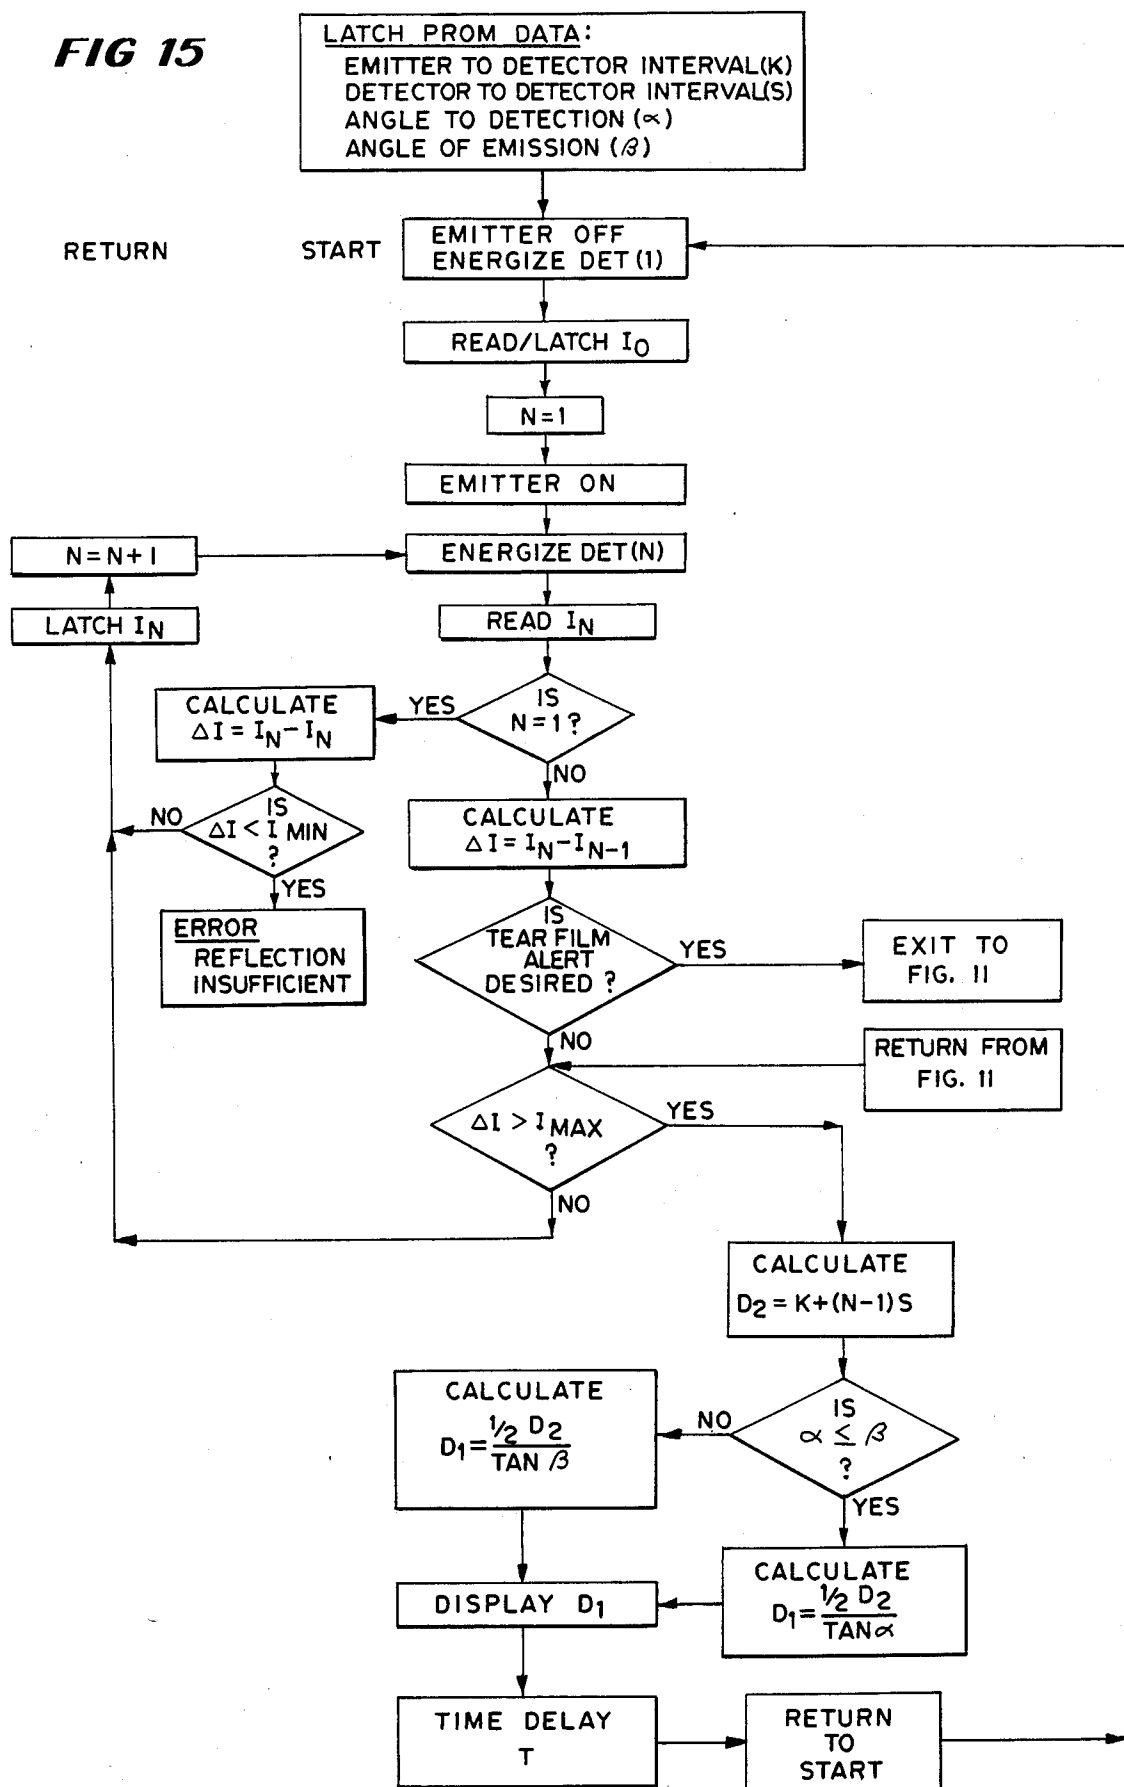 FIG 15
LATCH PROM DATA:
EMITTER TO DETECTOR INTERVAL(K)
DETECTOR TO DETECTOR INTERVAL(S)
ANGLE TO DETECTION (∝)
ANGLE OF EMISSION (β)
RETURN
START
EMITTER OFF
ENERGIZE DET(1)
READ/LATCH I0
N=1
EMITTER ON
N=N+1
ENERGIZE DET(N)
LATCH IN
READ IN
IS
N=1?
YES
CALCULATE
△I=IN-IN
NO
IS
△I<I MIN
?
NO
YES
ERROR
REFLECTION
INSUFFICIENT
CALCULATE
△I=IN-IN-1
IS
TEAR FILM
ALERT
DESIRED ?
YES
EXIT TO
FIG. 11
NO
RETURN FROM
FIG. 11
△I > IMAX
?
YES
NO
CALCULATE
D2=K+(N-1)S
IS
∝ ≤ β
?
NO
YES
CALCULATE
D1= 1/2 D2
TAN β
CALCULATE
D1= 1/2 D2
TAN∝
DISPLAY D1
TIME DELAY
T
RETURN
TO
START